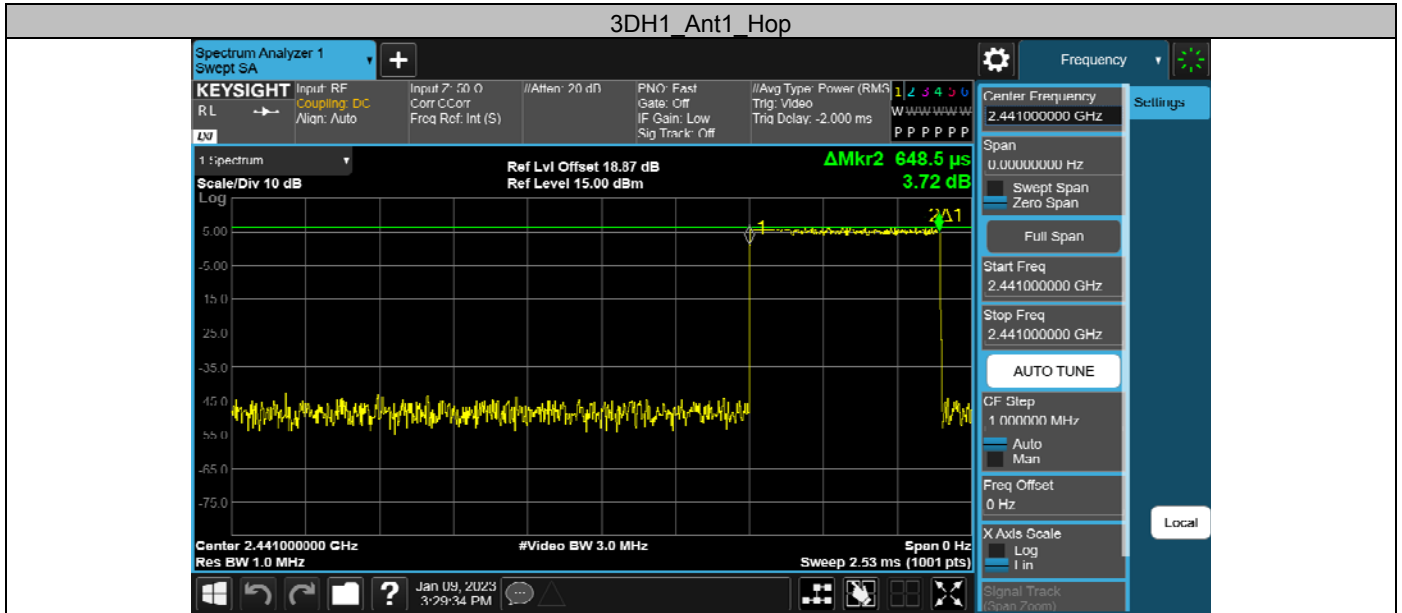 3DH1_Ant1_Hop
Spectrum Analyzer 1
Swept SA
Frequency
KEYSIGHT
RL
LXI
Input: RF
Coupling: DC
Align: Auto
Input Z: 50 Ω
Corr CCorr
Freq Ref: Int (S)
#Atten: 20 dB
PNO: Fast
Gate: Off
IF Gain: Low
Sig Track: Off
#Avg Type: Power (RMS
Trig: Video
Trig Delay: -2.000 ms
1 2 3 4 5 6
W W W W W W
P P P P P P
Center Frequency
2.441000000 GHz
Settings
1 Spectrum
Scale/Div 10 dB
Log
Ref Lvl Offset 18.87 dB
Ref Level 15.00 dBm
ΔMkr2 648.5 µs
3.72 dB
Span
0.00000000 Hz
Swept Span
Zero Span
Full Span
Start Freq
2.441000000 GHz
Stop Freq
2.441000000 GHz
AUTO TUNE
CF Step
1.000000 MHz
Auto
Man
Freq Offset
0 Hz
X Axis Scale
Log
Lin
Signal Track
(Span Zoom)
Local
1
2Δ1
5.00
-5.00
-15.0
-25.0
-35.0
-45.0
-55.0
-65.0
-75.0
Center 2.441000000 GHz
Res BW 1.0 MHz
#Video BW 3.0 MHz
Span 0 Hz
Sweep 2.53 ms (1001 pts)
?
Jan 09, 2023
3:29:34 PM